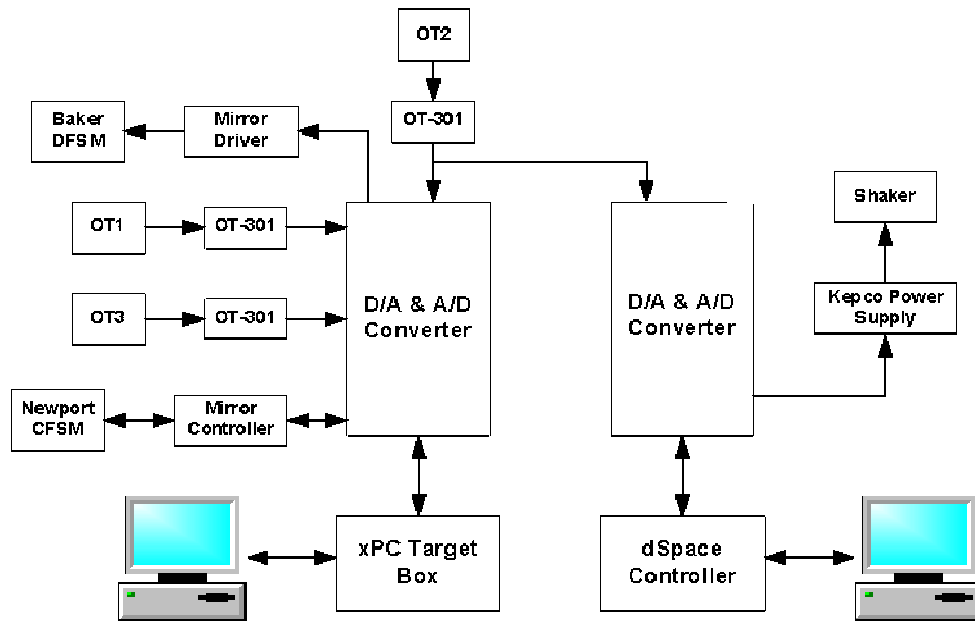 OT2
OT-301
Baker
DFSM
Mirror
Driver
Shaker
OT1
OT-301
D/A & A/D
Converter
D/A & A/D
Converter
Kepco Power
Supply
OT3
OT-301
Newport
CFSM
Mirror
Controller
xPC Target
Box
dSpace
Controller